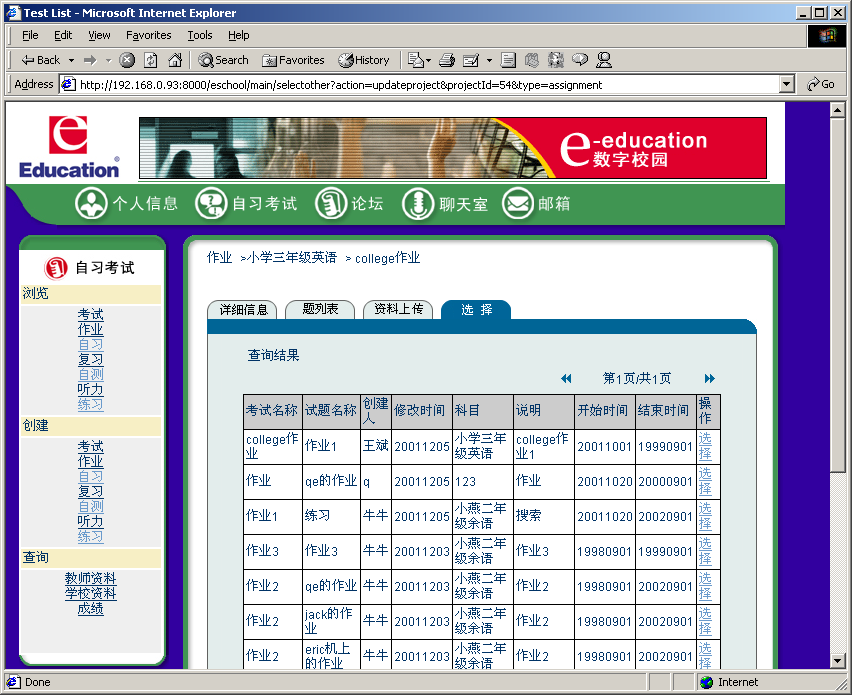 Test List - Microsoft Internet Explorer
File Edit View Favorites Tools Help
Back Search Favorites History
Address http://192.168.0.93:8000/eschool/main/selectother?action=updateproject&projectId=54&type=assignment Go
e
Education®
e-education
数字校园
个人信息 自习考试 论坛 聊天室 邮箱
自习考试
浏览
考试
作业
自习
复习
自测
听力
练习
创建
考试
作业
自习
复习
自测
听力
练习
查询
教师资料
学校资料
成绩
作业 >小学三年级英语 > college作业
详细信息 题列表 资料上传 选 择
查询结果
第1页/共1页
考试名称 试题名称 创建人 修改时间 科目 说明 开始时间 结束时间 操作
college作业 作业1 王斌 20011205 小学三年级英语 college作业1 20011001 19990901 选择
作业 qe的作业 q 20011205 123 作业 20011020 20000901 选择
作业1 练习 牛牛 20011205 小燕二年级余语 搜索 20011020 20020901 选择
作业3 作业3 牛牛 20011203 小燕二年级余语 作业3 19980901 19990901 选择
作业2 qe的作业 牛牛 20011203 小燕二年级余语 作业2 19980901 20020901 选择
作业2 jack的作业 牛牛 20011203 小燕二年级余语 作业2 19980901 20020901 选择
作业2 eric机上的作业 牛牛 20011203 小燕二年级余语 作业2 19980901 20020901 选择
Done Internet